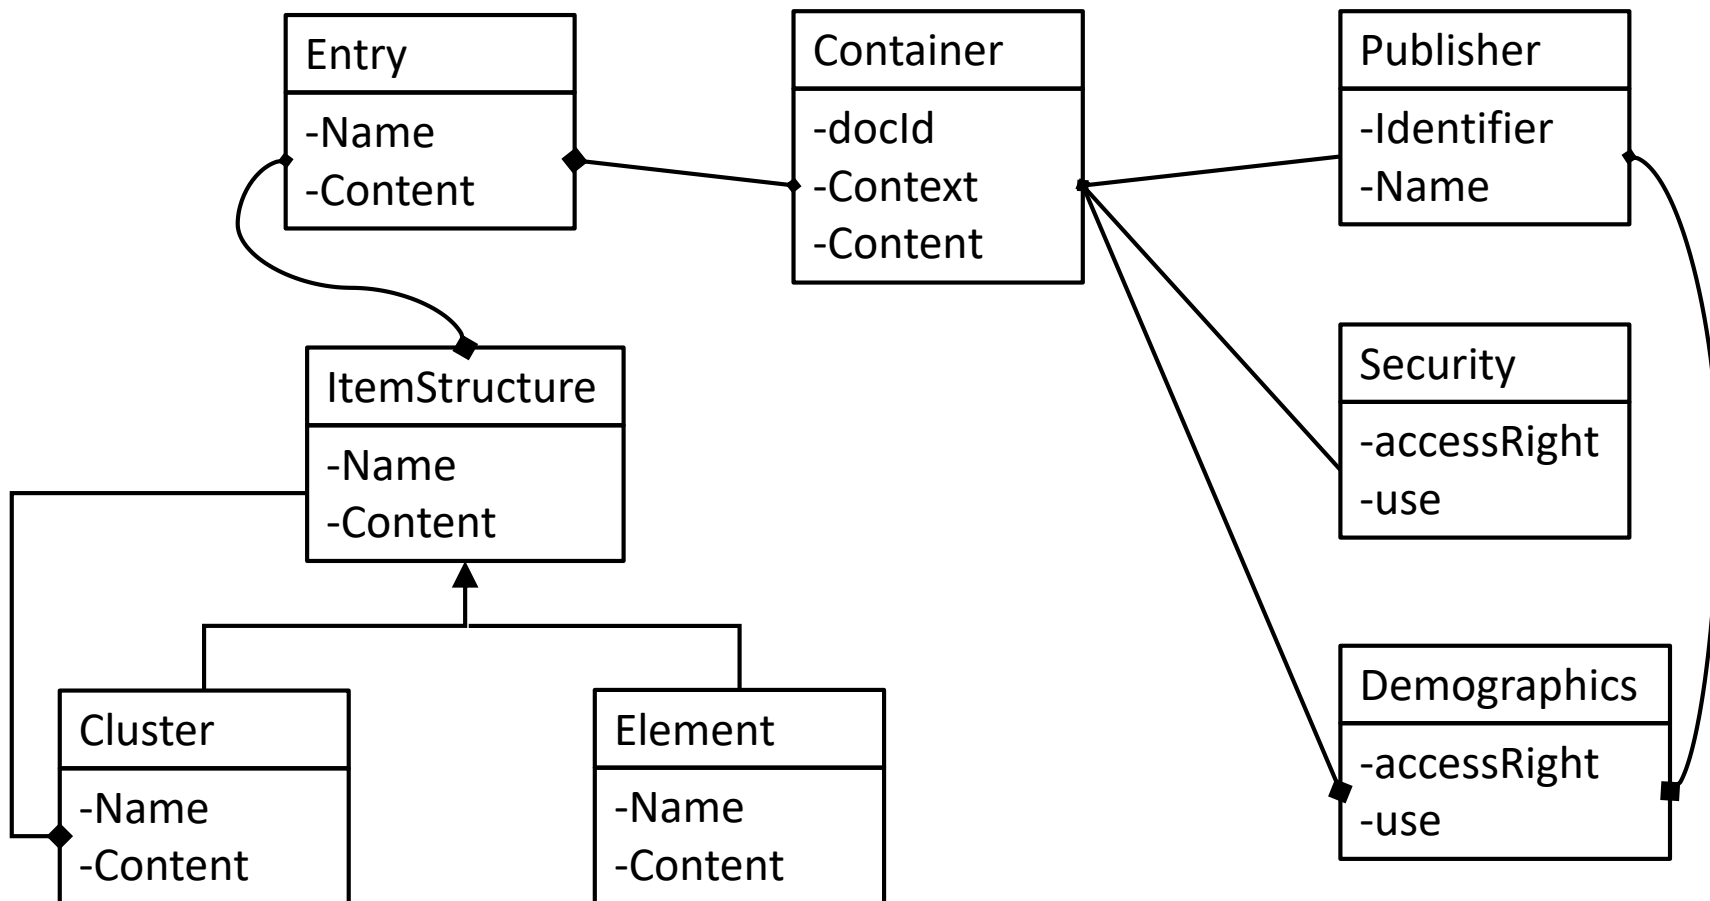 Entry
-Name
-Content
Container
-docId
-Context
-Content
Publisher
-Identifier
-Name
ItemStructure
-Name
-Content
Security
-accessRight
-use
Cluster
-Name
-Content
Element
-Name
-Content
Demographics
-accessRight
-use